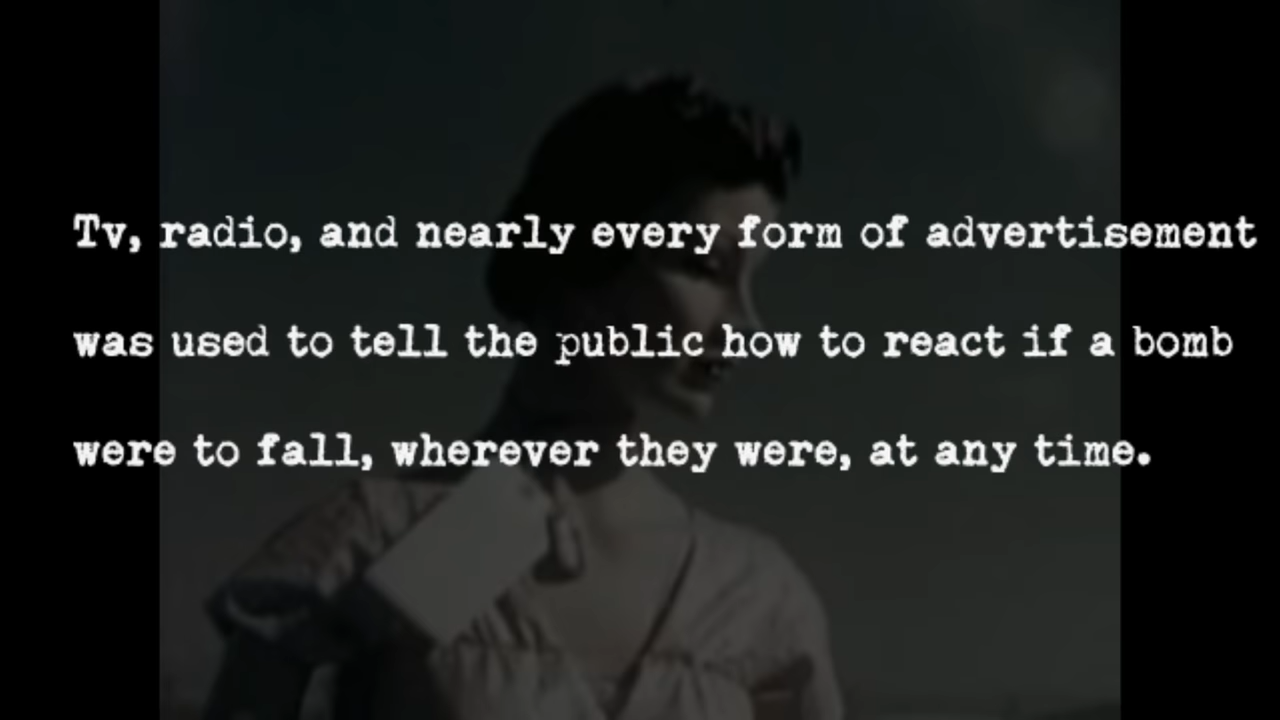 Tv, radio, and nearly every form of advertisement
was used to tell the public how to react if a bomb
were to fall, wherever they were, at any time.